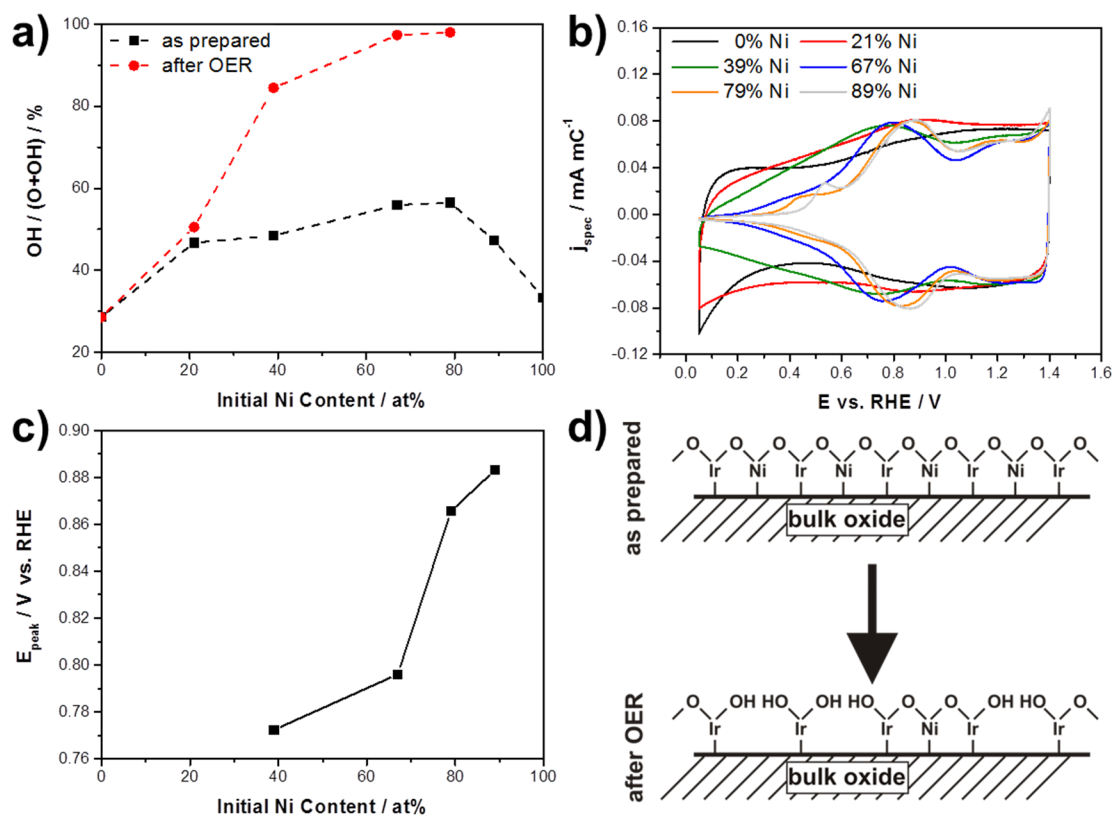 a)
OH / (O+OH) / %
100
80
60
40
20
as prepared
after OER
0 20 40 60 80 100
Initial Ni Content / at%
b)
j_spec / mA mC⁻¹
0.16
0.12
0.08
0.04
0.00
-0.04
-0.08
-0.12
0% Ni 21% Ni
39% Ni 67% Ni
79% Ni 89% Ni
0.0 0.2 0.4 0.6 0.8 1.0 1.2 1.4 1.6
E vs. RHE / V
c)
E_peak / V vs. RHE
0.90
0.88
0.86
0.84
0.82
0.80
0.78
0.76
0 20 40 60 80 100
Initial Ni Content / at%
d)
as prepared
O O O O O O O O O O
Ir Ni Ir Ni Ir Ni Ir Ni Ir
bulk oxide
after OER
O OH HO OH HO O O OH HO O
Ir Ir Ir Ni Ir Ir
bulk oxide